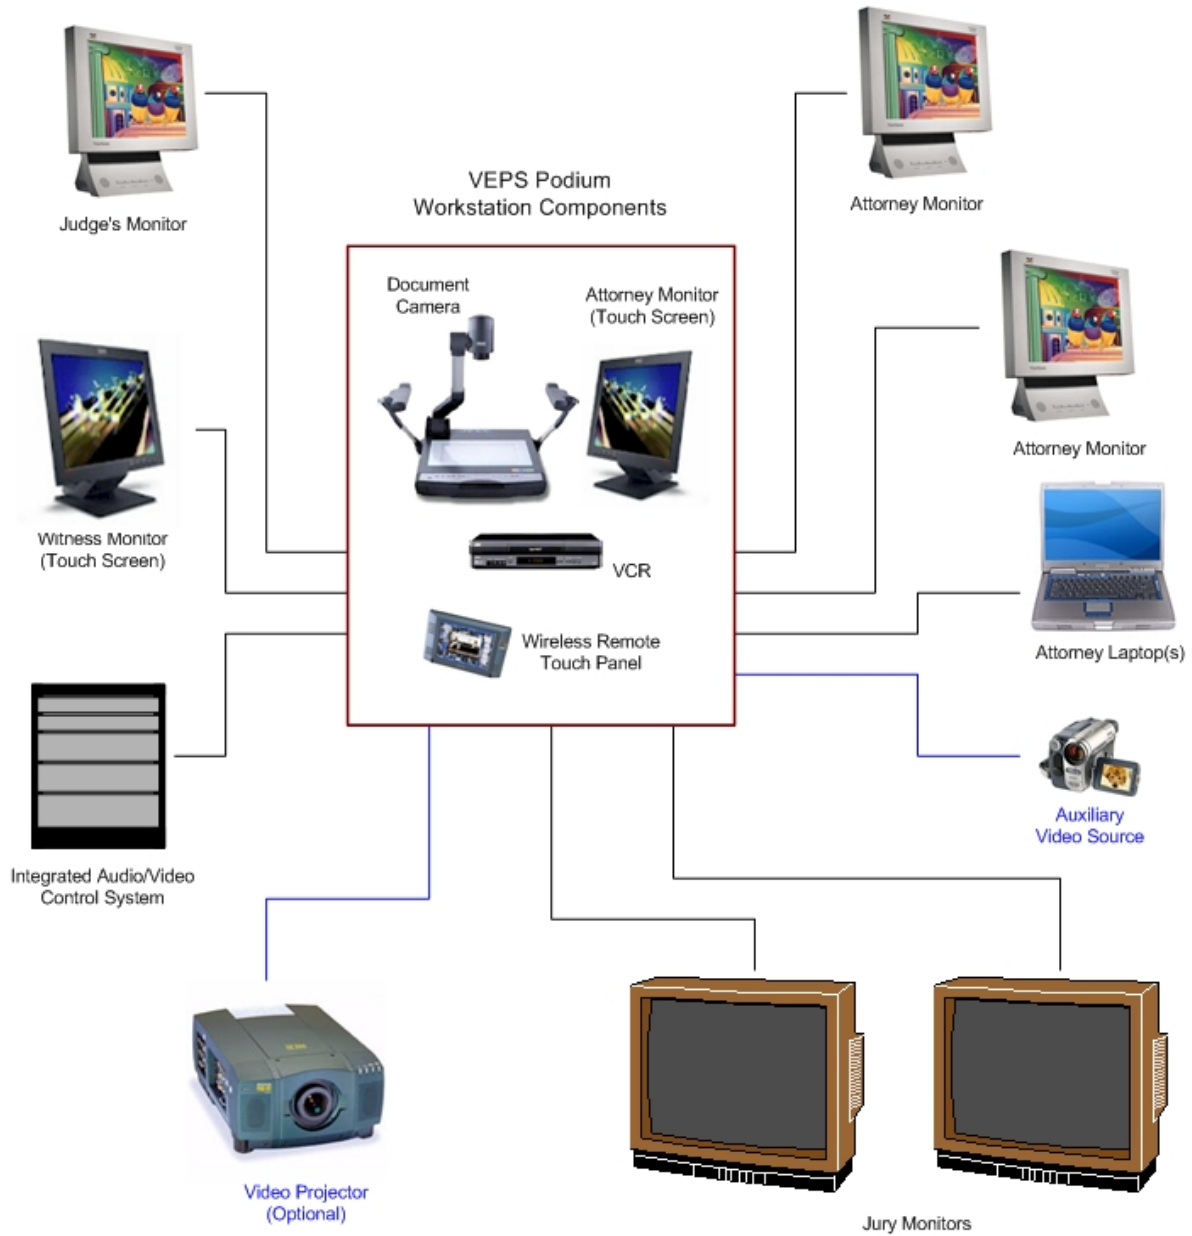 VEPS Podium
Workstation Components
Judge's Monitor
Attorney Monitor
Document
Camera
Attorney Monitor
(Touch Screen)
Attorney Monitor
Witness Monitor
(Touch Screen)
VCR
Wireless Remote
Touch Panel
Attorney Laptop(s)
Auxiliary
Video Source
Integrated Audio/Video
Control System
Video Projector
(Optional)
Jury Monitors